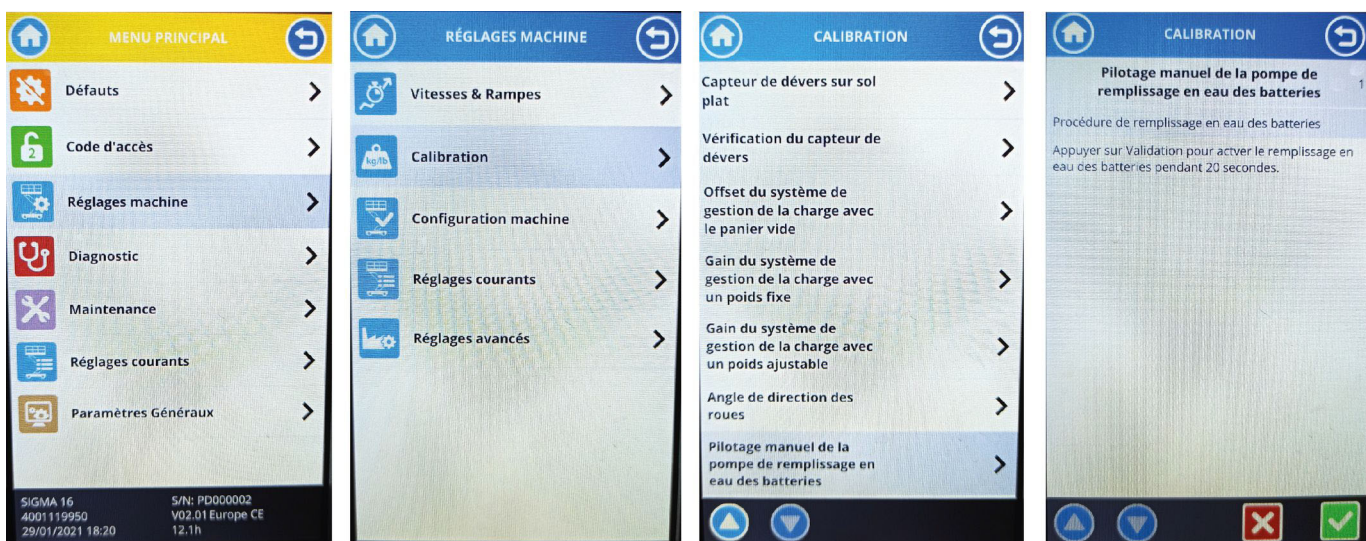 MENU PRINCIPAL
Défauts
2
Code d'accès
Réglages machine
Diagnostic
Maintenance
Réglages courants
Paramètres Généraux
SIGMA 16
4001119950
29/01/2021 18:20
S/N: PD000002
V02.01 Europe CE
12.1h
RÉGLAGES MACHINE
Vitesses & Rampes
kg/lb
Calibration
Configuration machine
Réglages courants
Réglages avancés
CALIBRATION
Capteur de dévers sur sol
plat
Vérification du capteur de
dévers
Offset du système de
gestion de la charge avec
le panier vide
Gain du système de
gestion de la charge avec
un poids fixe
Gain du système de
gestion de la charge avec
un poids ajustable
Angle de direction des
roues
Pilotage manuel de la
pompe de remplissage en
eau des batteries
CALIBRATION
Pilotage manuel de la pompe de
remplissage en eau des batteries
1
Procédure de remplissage en eau des batteries
Appuyer sur Validation pour actver le remplissage en
eau des batteries pendant 20 secondes.